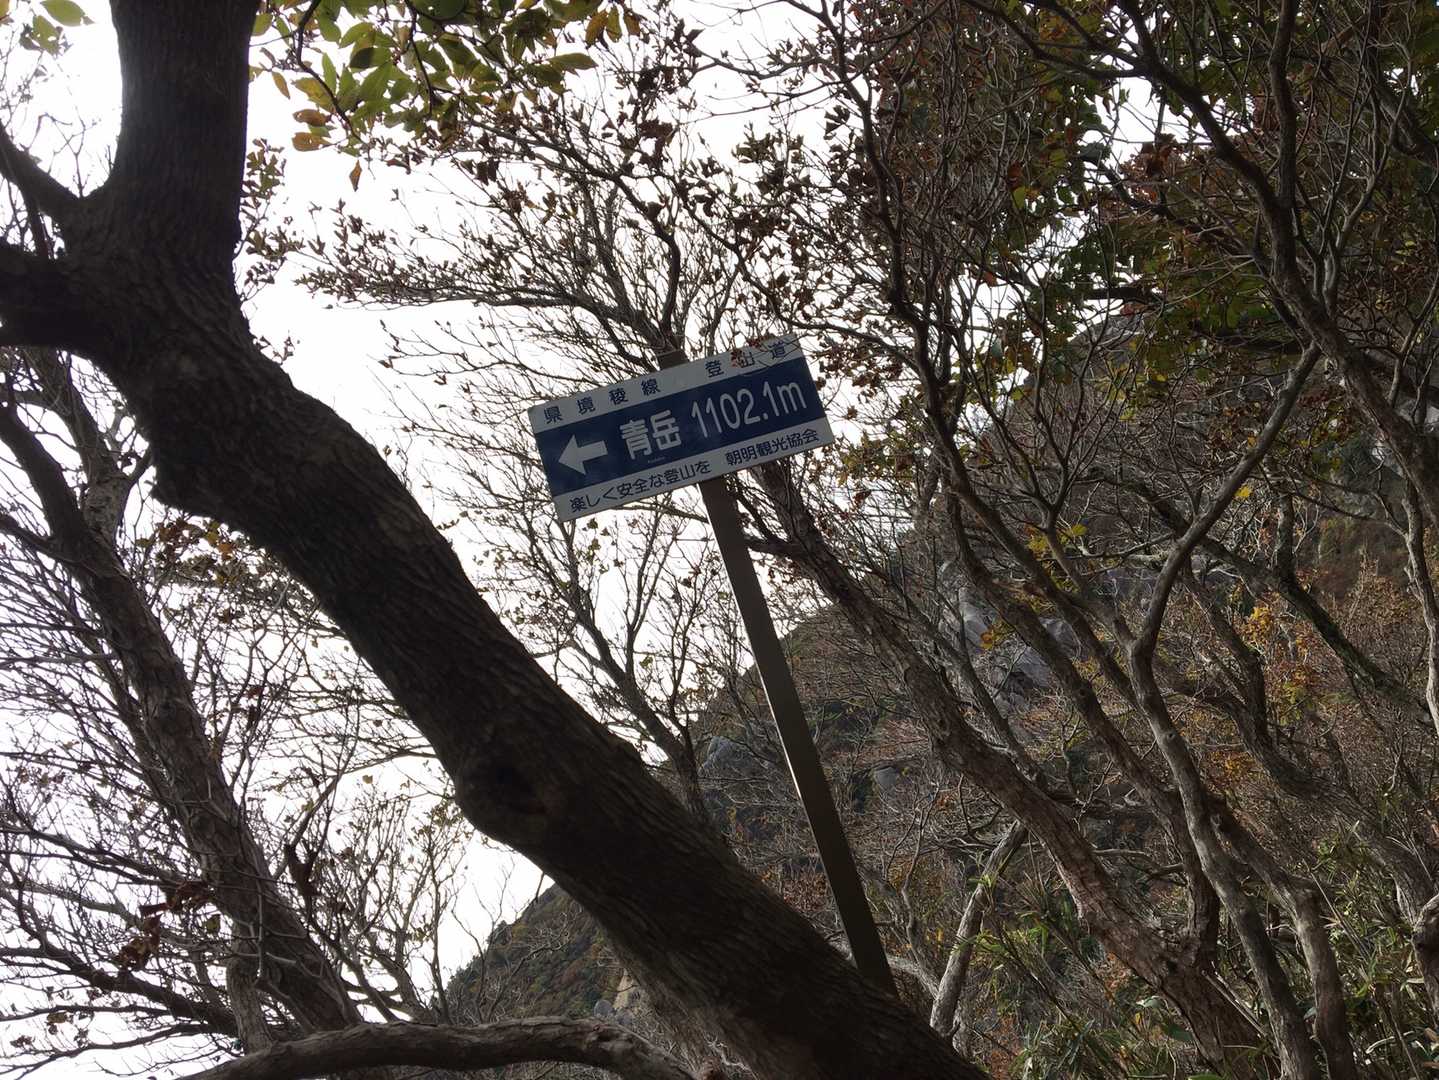 県境稜線 登山道
← 青岳 1102.1m
楽しく安全な登山を 朝明観光協会